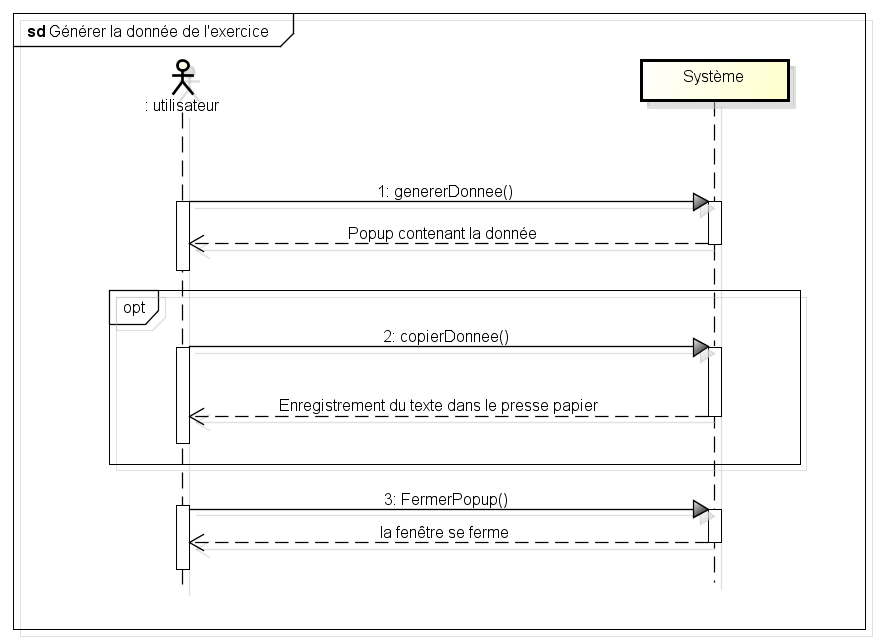 sd Générer la donnée de l'exercice
Système
: utilisateur
1: genererDonnee()
Popup contenant la donnée
opt
2: copierDonnee()
Enregistrement du texte dans le presse papier
3: FermerPopup()
la fenêtre se ferme